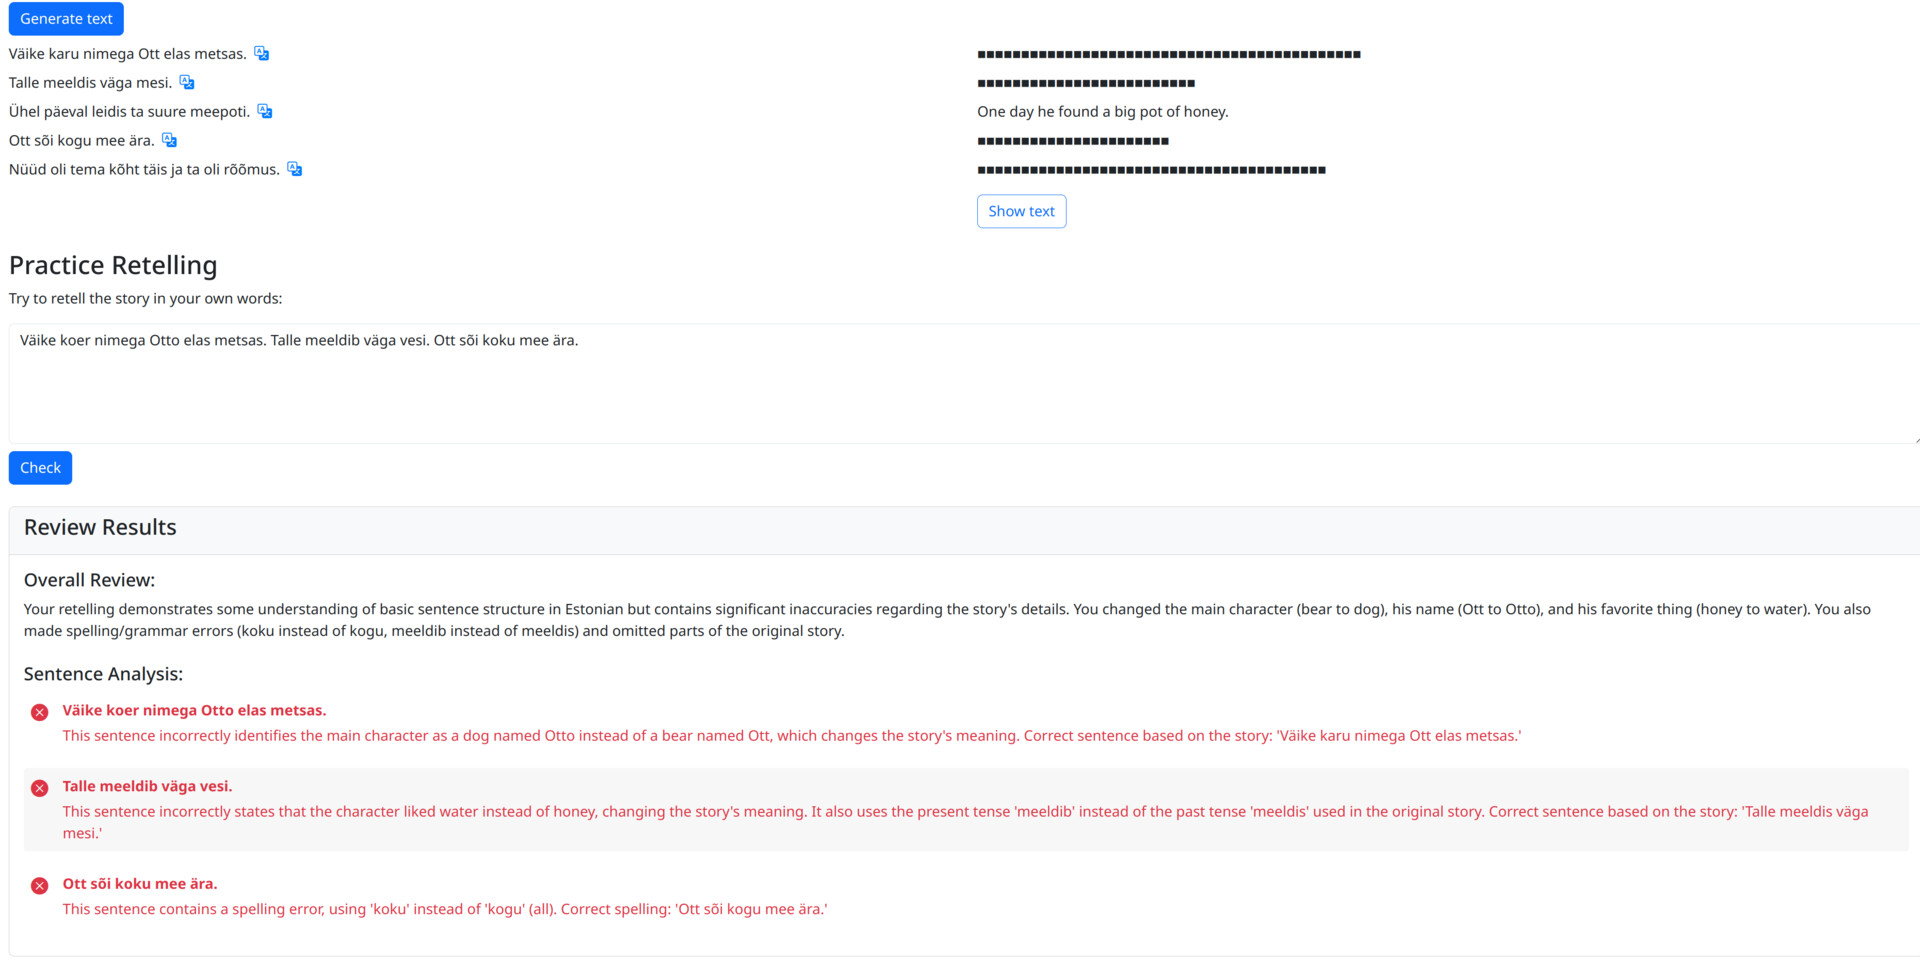 Generate text
Väike karu nimega Ott elas metsas.
Talle meeldis väga mesi.
Ühel päeval leidis ta suure meepoti.
One day he found a big pot of honey.
Ott sõi kogu mee ära.
Nüüd oli tema kõht täis ja ta oli rõõmus.
Show text
Practice Retelling
Try to retell the story in your own words:
Väike koer nimega Otto elas metsas. Talle meeldib väga vesi. Ott sõi koku mee ära.
Check
Review Results
Overall Review:
Your retelling demonstrates some understanding of basic sentence structure in Estonian but contains significant inaccuracies regarding the story's details. You changed the main character (bear to dog), his name (Ott to Otto), and his favorite thing (honey to water). You also
made spelling/grammar errors (koku instead of kogu, meeldib instead of meeldis) and omitted parts of the original story.
Sentence Analysis:
Väike koer nimega Otto elas metsas.
This sentence incorrectly identifies the main character as a dog named Otto instead of a bear named Ott, which changes the story's meaning. Correct sentence based on the story: 'Väike karu nimega Ott elas metsas.'
Talle meeldib väga vesi.
This sentence incorrectly states that the character liked water instead of honey, changing the story's meaning. It also uses the present tense 'meeldib' instead of the past tense 'meeldis' used in the original story. Correct sentence based on the story: 'Talle meeldis väga
mesi.'
Ott sõi koku mee ära.
This sentence contains a spelling error, using 'koku' instead of 'kogu' (all). Correct spelling: 'Ott sõi kogu mee ära.'